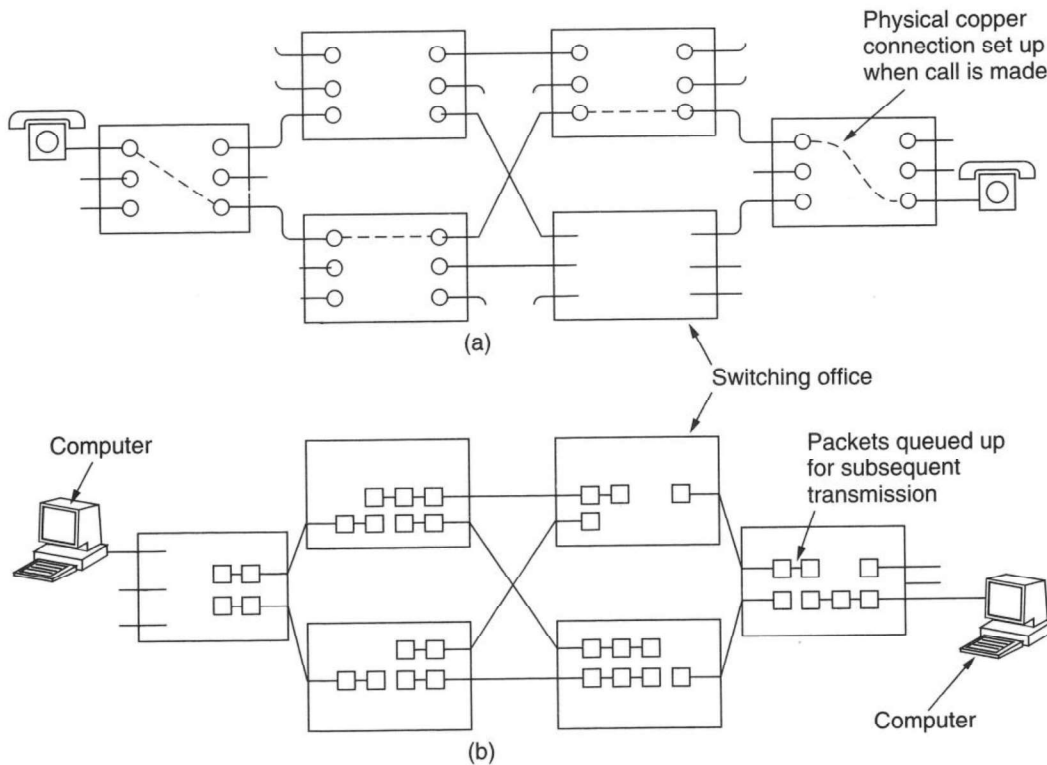 Physical copper
connection set up
when call is made
(a)
Switching office
Computer
Packets queued up
for subsequent
transmission
Computer
(b)